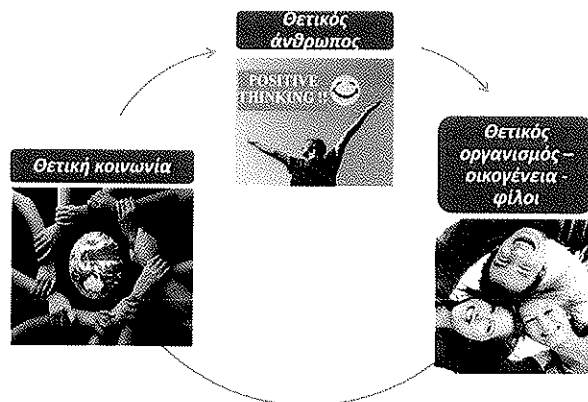 Θετικός
άνθρωπος
POSITIVE
THINKING !!
Θετικός
οργανισμός –
οικογένεια -
φίλοι
Θετική κοινωνία